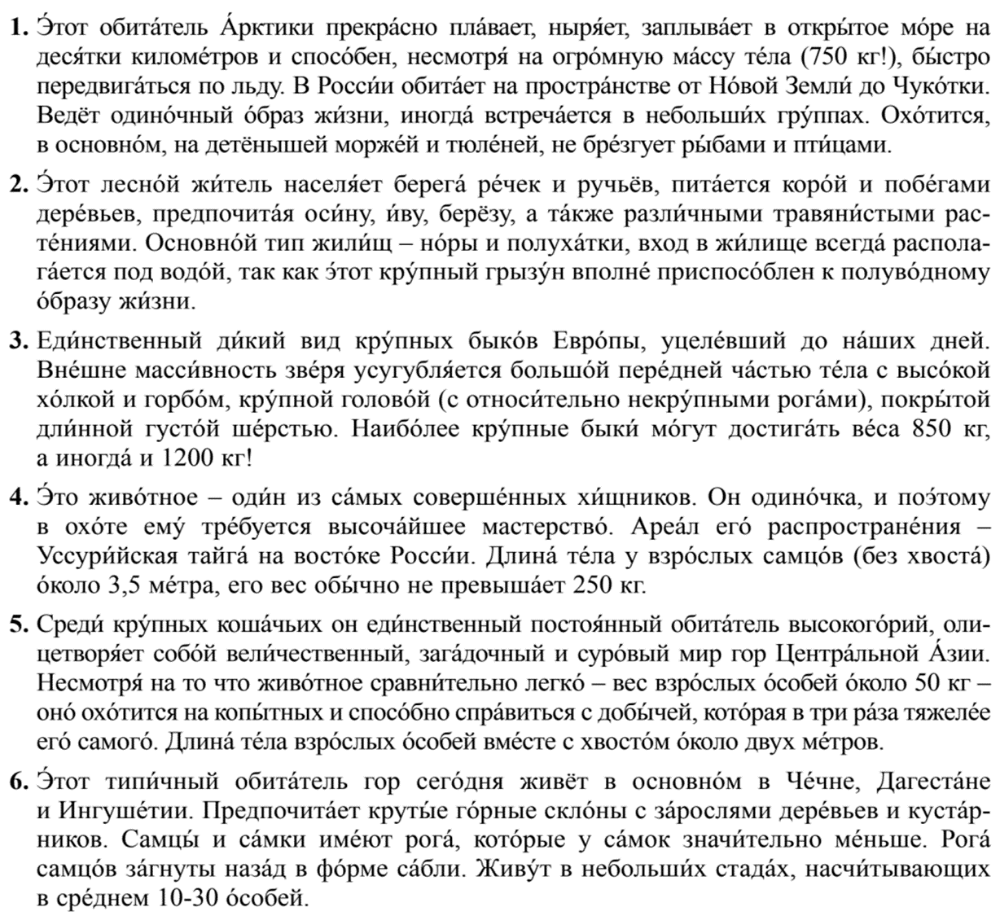 1. Э́тот обита́тель А́рктики прекра́сно пла́вает, ныря́ет, заплыва́ет в откры́тое мо́ре на
деся́тки киломе́тров и спосо́бен, несмотря́ на огро́мную ма́ссу те́ла (750 кг!), бы́стро
передвига́ться по льду. В Росси́и обита́ет на простра́нстве от Но́вой Земли́ до Чуко́тки.
Ведёт одино́чный о́браз жи́зни, иногда́ встреча́ется в небольши́х гру́ппах. Охо́тится,
в основно́м, на детёнышей морже́й и тюле́ней, не бре́згует ры́бами и пти́цами.
2. Э́тот лесно́й жи́тель населя́ет берега́ ре́чек и ручьёв, пита́ется коро́й и побе́гами
дере́вьев, предпочита́я оси́ну, и́ву, берёзу, а та́кже разли́чными травяни́стыми рас-
те́ниями. Основно́й тип жили́щ – но́ры и полуха́тки, вход в жи́лище всегда́ распола-
га́ется под водо́й, так как э́тот кру́пный грызу́н вполне́ приспосо́блен к полуво́дному
о́бразу жи́зни.
3. Еди́нственный ди́кий вид кру́пных быко́в Евро́пы, уцеле́вший до на́ших дней.
Вне́шне масси́вность зве́ря усугубля́ется большо́й пере́дней ча́стью те́ла с высо́кой
хо́лкой и горбо́м, кру́пной голово́й (с относи́тельно некру́пными рога́ми), покры́той
дли́нной густо́й ше́рстью. Наибо́лее кру́пные быки́ мо́гут достига́ть ве́са 850 кг,
а иногда́ и 1200 кг!
4. Э́то живо́тное – оди́н из са́мых соверше́нных хи́щников. Он одино́чка, и поэ́тому
в охо́те ему́ тре́буется высоча́йшее мастерство́. Ареа́л его́ распростране́ния –
Уссури́йская тайга́ на восто́ке Росси́и. Длина́ те́ла у взро́слых самцо́в (без хвоста́)
о́коло 3,5 ме́тра, его вес обы́чно не превыша́ет 250 кг.
5. Среди́ кру́пных коша́чьих он еди́нственный постоя́нный обита́тель высокого́рий, оли-
цетворя́ет собо́й вели́чественный, зага́дочный и суро́вый мир гор Центра́льной А́зии.
Несмотря́ на то что живо́тное сравни́тельно легко́ – вес взро́слых о́собей о́коло 50 кг –
оно́ охо́тится на копы́тных и спосо́бно спра́виться с добы́чей, кото́рая в три ра́за тяжеле́е
его́ самого́. Длина́ те́ла взро́слых о́собей вме́сте с хвосто́м о́коло двух ме́тров.
6. Э́тот типи́чный обита́тель гор сего́дня живёт в основно́м в Че́чне, Дагеста́не
и Ингуше́тии. Предпочита́ет круты́е го́рные скло́ны с за́рослями дере́вьев и куста́р-
ников. Самцы́ и са́мки име́ют рога́, кото́рые у са́мок значи́тельно ме́ньше. Рога́
самцо́в за́гнуты наза́д в фо́рме са́бли. Живу́т в небольши́х стада́х, насчи́тывающих
в сре́днем 10-30 о́собей.